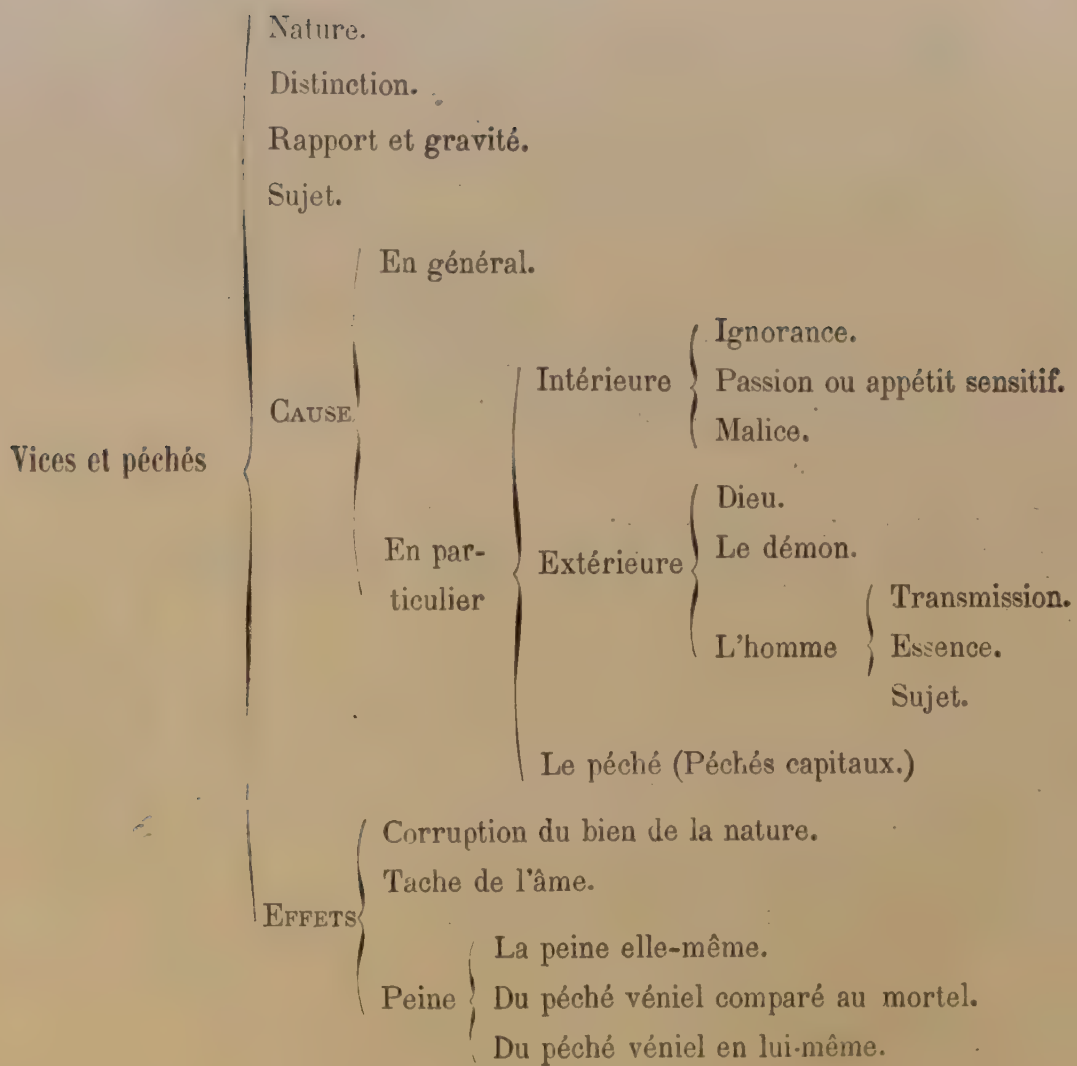 Nature.
Distinction.
Rapport et gravité.
Sujet.
En général.
Ignorance.
Intérieure
Passion ou appétit sensitif.
CAUSE
Malice.
Vices et péchés
Dieu.
En par-
ticulier
Extérieure
Le démon.
Transmission.
L'homme
Essence.
Sujet.
Le péché (Péchés capitaux.)
Corruption du bien de la nature.
Tache de l'âme.
EFFETS
La peine elle-même.
Peine
Du péché véniel comparé au mortel.
Du péché véniel en lui-même.